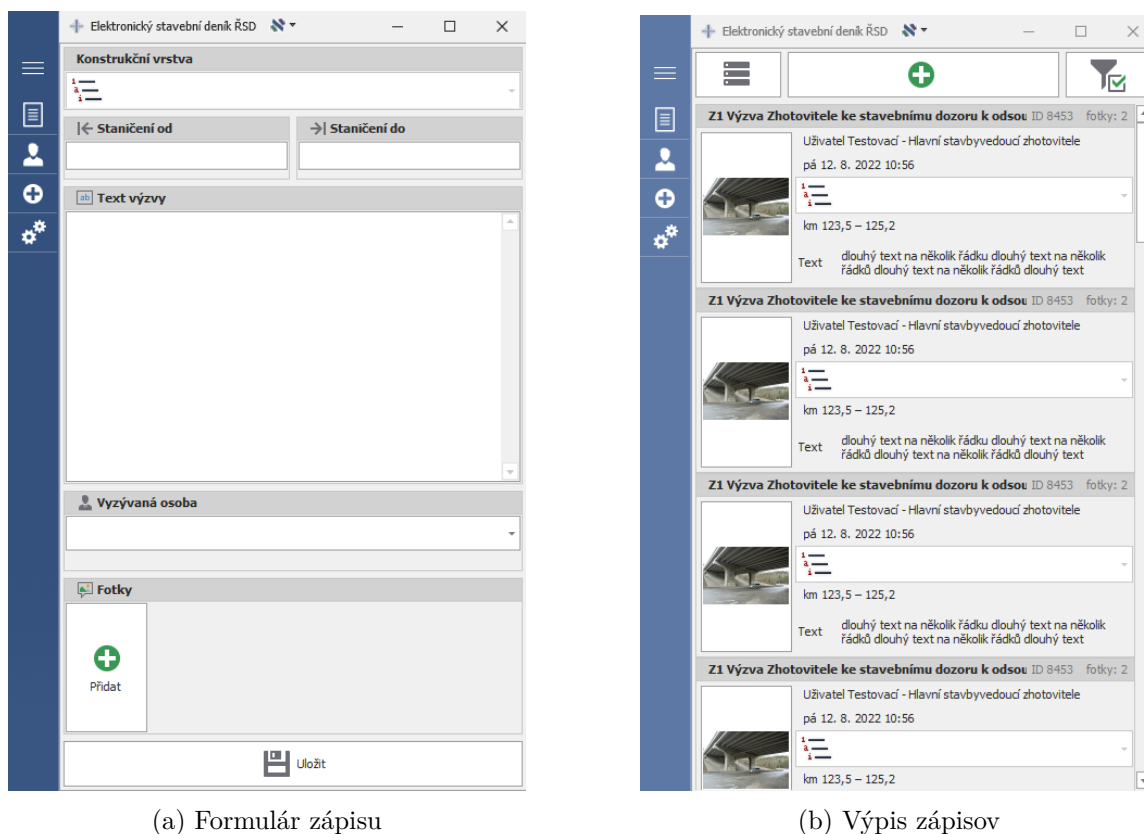 Elektronický stavební deník ŘSD
Konstrukční vrstva
Staničení od
Staničení do
ab Text výzvy
Vyzývaná osoba
Fotky
Přidat
Uložit
(a) Formulár zápisu
Elektronický stavební deník ŘSD
Z1 Výzva Zhotovitele ke stavebnímu dozoru k odsou ID 8453 fotky: 2
Uživatel Testovací - Hlavní stavbyvedoucí zhotovitele
pá 12. 8. 2022 10:56
km 123,5 – 125,2
Text dlouhý text na několik řádku dlouhý text na několik
řádků dlouhý text na několik řádků dlouhý text
Z1 Výzva Zhotovitele ke stavebnímu dozoru k odsou ID 8453 fotky: 2
Uživatel Testovací - Hlavní stavbyvedoucí zhotovitele
pá 12. 8. 2022 10:56
km 123,5 – 125,2
Text dlouhý text na několik řádku dlouhý text na několik
řádků dlouhý text na několik řádků dlouhý text
Z1 Výzva Zhotovitele ke stavebnímu dozoru k odsou ID 8453 fotky: 2
Uživatel Testovací - Hlavní stavbyvedoucí zhotovitele
pá 12. 8. 2022 10:56
km 123,5 – 125,2
Text dlouhý text na několik řádku dlouhý text na několik
řádků dlouhý text na několik řádků dlouhý text
Z1 Výzva Zhotovitele ke stavebnímu dozoru k odsou ID 8453 fotky: 2
Uživatel Testovací - Hlavní stavbyvedoucí zhotovitele
pá 12. 8. 2022 10:56
km 123,5 – 125,2
(b) Výpis zápisov